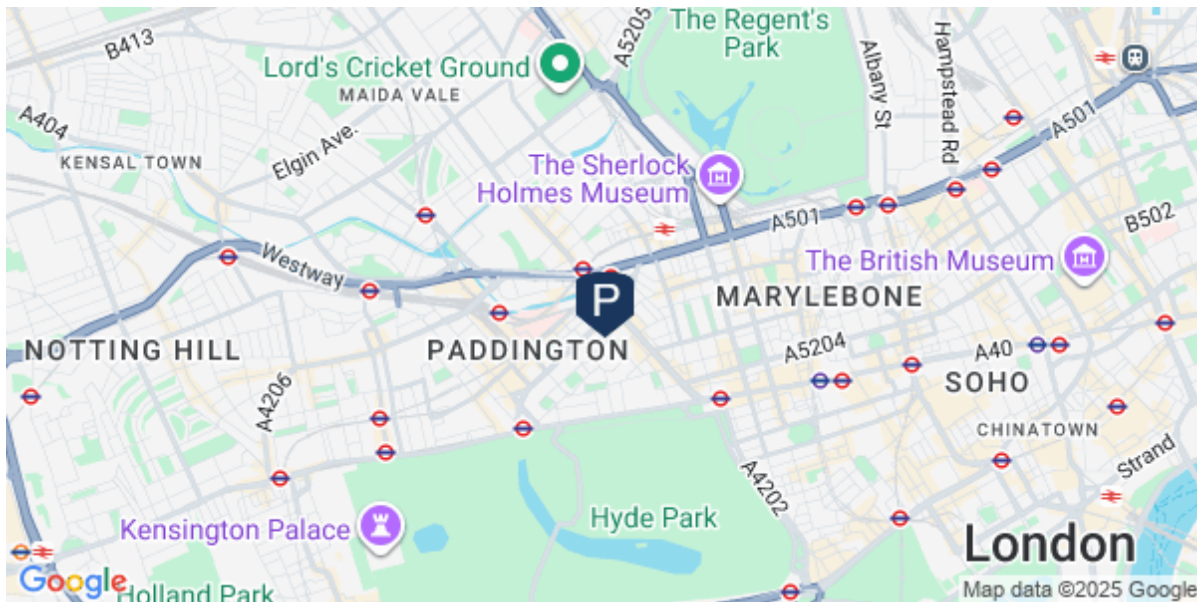 The Regent's
Park
B413
A5205
Lord's Cricket Ground
MAIDA VALE
Albany St
Hampstead Rd
A501
A404
Elgin Ave.
KENSAL TOWN
The Sherlock
Holmes Museum
A501
B502
Westway
The British Museum
P
MARYLEBONE
NOTTING HILL
PADDINGTON
A5204
A40
A4206
SOHO
CHINATOWN
Strand
A4202
Kensington Palace
Hyde Park
London
Google
Holland Park
Map data ©2025 Google